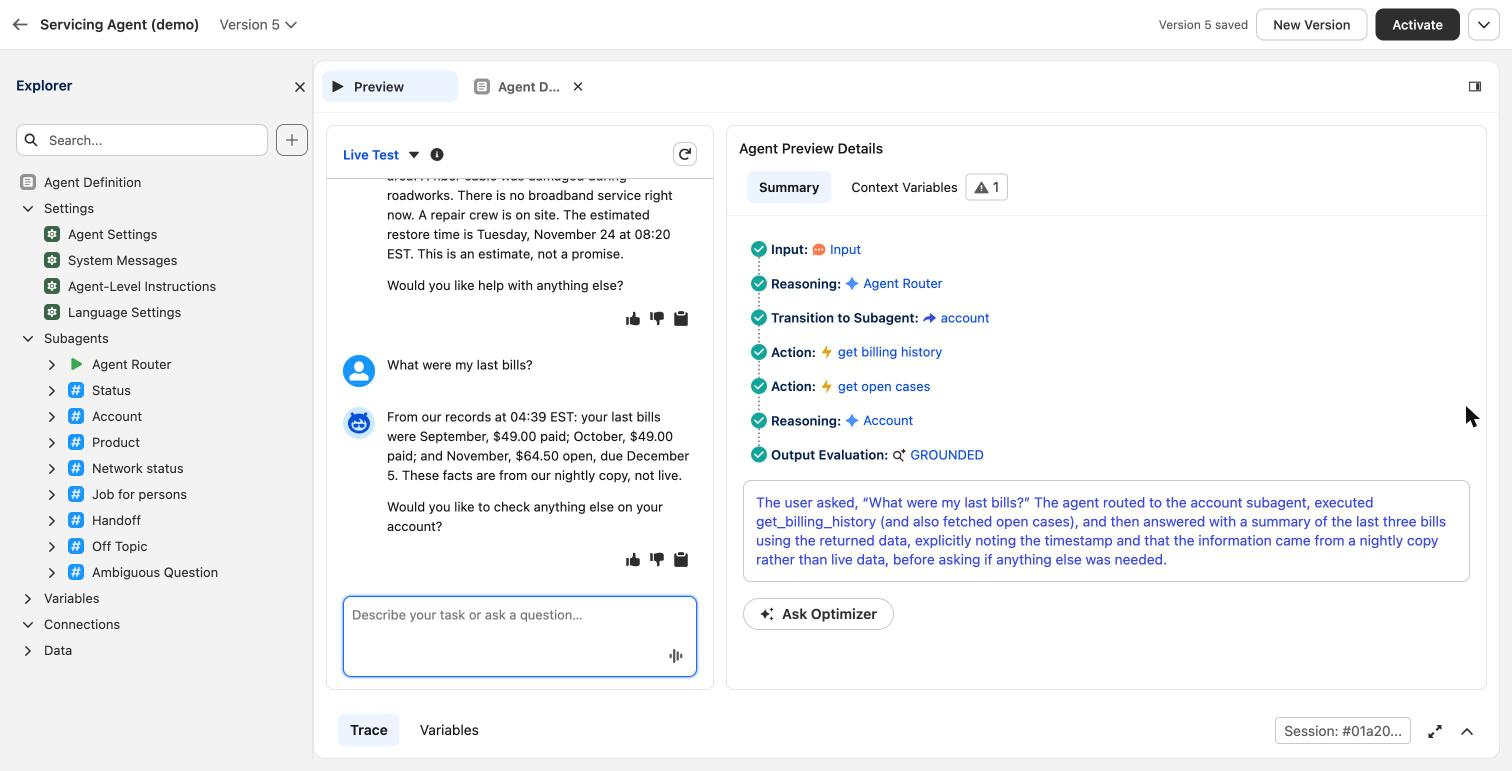 Servicing Agent (demo)
Version 5
Version 5 saved
New Version
Activate
Explorer
Search...
Agent Definition
Settings
Agent Settings
System Messages
Agent-Level Instructions
Language Settings
Subagents
Agent Router
# Status
# Account
# Product
# Network status
# Job for persons
# Handoff
# Off Topic
# Ambiguous Question
Variables
Connections
Data
Preview
Agent D...
Live Test
roadworks. There is no broadband service right
now. A repair crew is on site. The estimated
restore time is Tuesday, November 24 at 08:20
EST. This is an estimate, not a promise.
Would you like help with anything else?
What were my last bills?
From our records at 04:39 EST: your last bills
were September, $49.00 paid; October, $49.00
paid; and November, $64.50 open, due December
5. These facts are from our nightly copy, not live.
Would you like to check anything else on your
account?
Describe your task or ask a question...
Agent Preview Details
Summary
Context Variables
1
Input: Input
Reasoning: Agent Router
Transition to Subagent: account
Action: get billing history
Action: get open cases
Reasoning: Account
Output Evaluation: GROUNDED
The user asked, “What were my last bills?” The agent routed to the account subagent, executed
get_billing_history (and also fetched open cases), and then answered with a summary of the last three bills
using the returned data, explicitly noting the timestamp and that the information came from a nightly copy
rather than live data, before asking if anything else was needed.
Ask Optimizer
Trace
Variables
Session: #01a20...